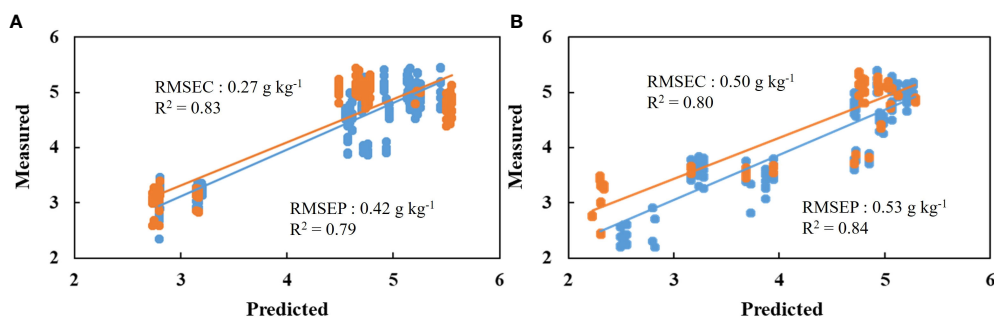 A
6
5
4
3
2
Measured
RMSEC : 0.27 g kg⁻¹
R² = 0.83
RMSEP : 0.42 g kg⁻¹
R² = 0.79
2 3 4 5 6
Predicted
B
6
5
4
3
2
Measured
RMSEC : 0.50 g kg⁻¹
R² = 0.80
RMSEP : 0.53 g kg⁻¹
R² = 0.84
2 3 4 5 6
Predicted